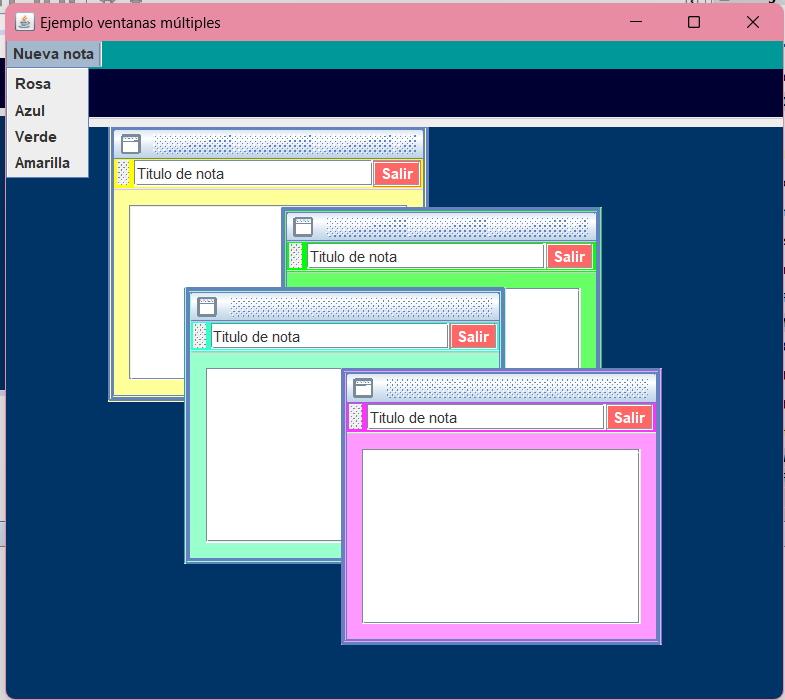 Ejemplo ventanas múltiples
Nueva nota
Rosa
Azul
Verde
Amarilla
Titulo de nota Salir
Titulo de nota Salir
Titulo de nota Salir
Titulo de nota Salir